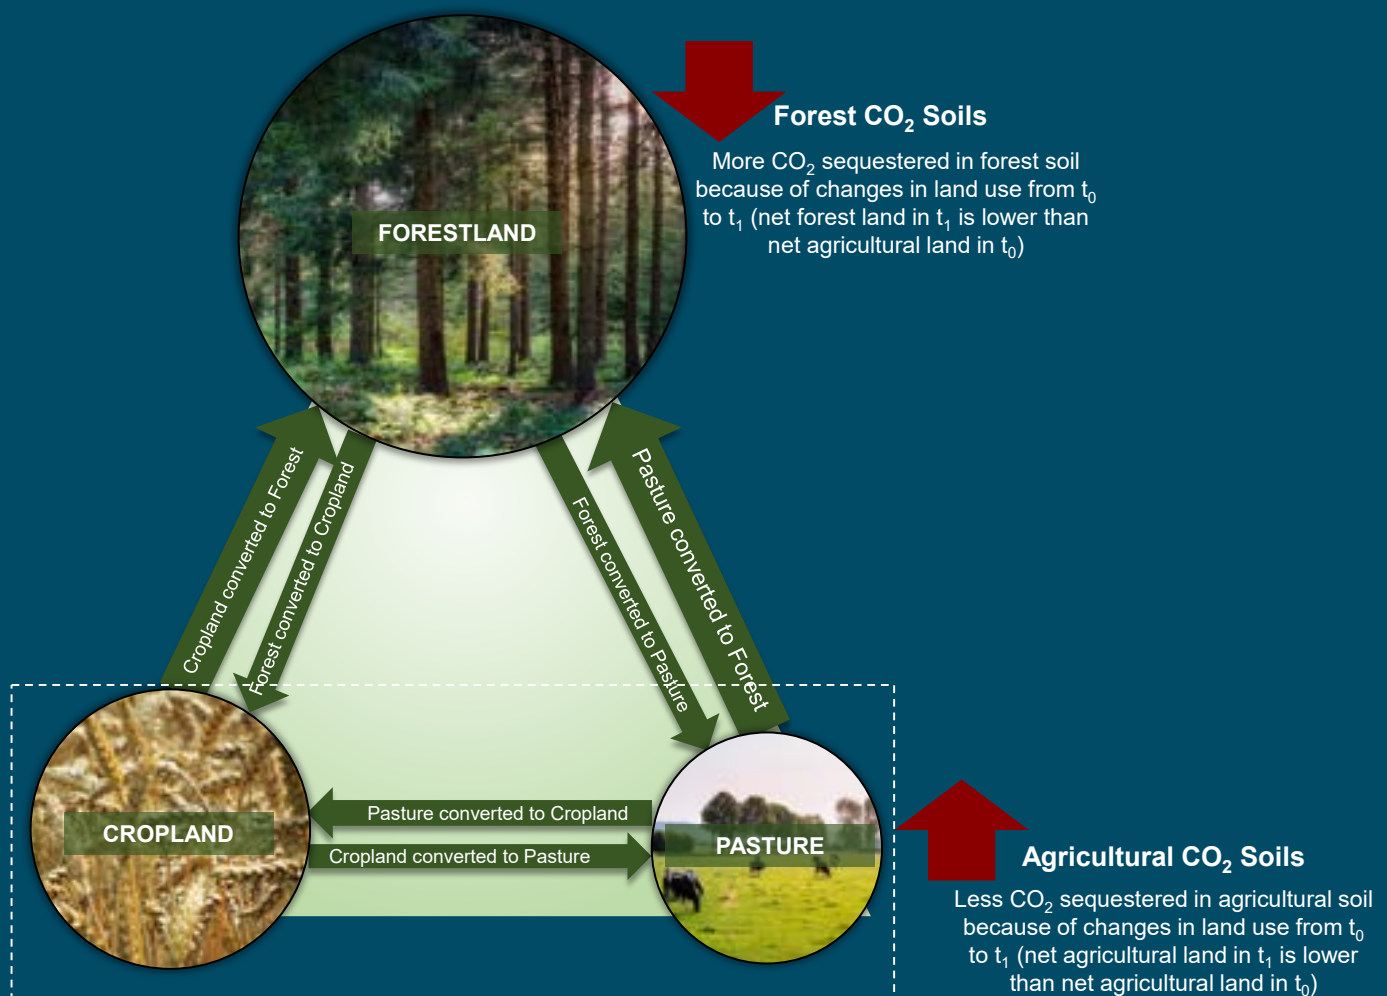 Forest CO₂ Soils
More CO₂ sequestered in forest soil
because of changes in land use from t₀
to t₁ (net forest land in t₁ is lower than
net agricultural land in t₀)
FORESTLAND
Cropland converted to Forest
Forest converted to Cropland
Forest converted to Pasture
Pasture converted to Forest
CROPLAND
Pasture converted to Cropland
Cropland converted to Pasture
PASTURE
Agricultural CO₂ Soils
Less CO₂ sequestered in agricultural soil
because of changes in land use from t₀
to t₁ (net agricultural land in t₁ is lower
than net agricultural land in t₀)